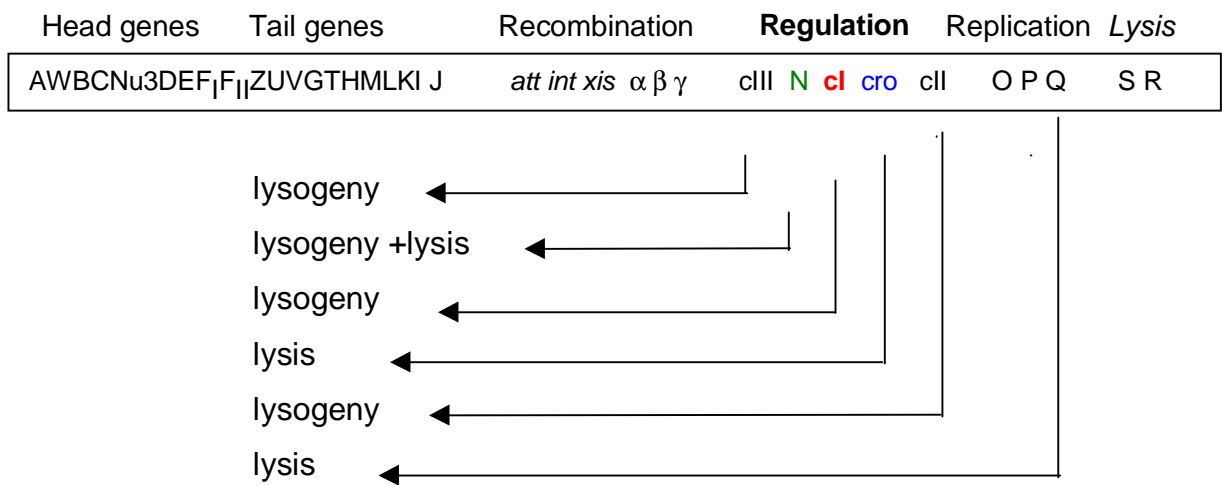 Head genes Tail genes Recombination Regulation Replication Lysis
AWBCNu3DEFIFIIZUVGTHMLKI J att int xis α β γ cIII N cI cro cII O P Q S R
lysogeny
lysogeny +lysis
lysogeny
lysis
lysogeny
lysis